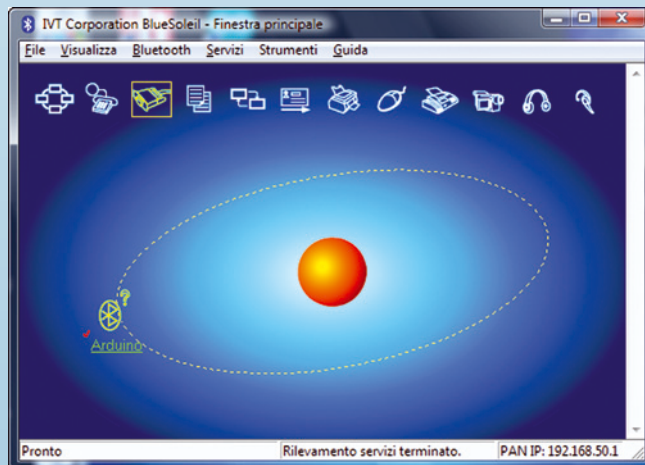 IVT Corporation BlueSoleil - Finestra principale
File Visualizza Bluetooth Servizi Strumenti Guida
?
Arduino
Pronto Rilevamento servizi terminato. PAN IP: 192.168.50.1